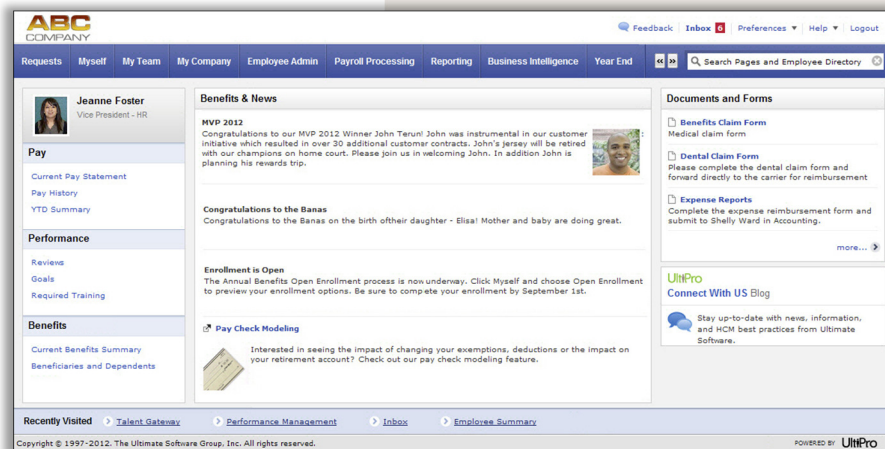 ABC
COMPANY
Feedback Inbox 6 Preferences Help Logout
Requests Myself My Team My Company Employee Admin Payroll Processing Reporting Business Intelligence Year End Search Pages and Employee Directory
Jeanne Foster
Vice President - HR
Pay
Current Pay Statement
Pay History
YTD Summary
Performance
Reviews
Goals
Required Training
Benefits
Current Benefits Summary
Beneficiaries and Dependents
Benefits & News
MVP 2012
Congratulations to our MVP 2012 Winner John Terun! John was instrumental in our customer
initiative which resulted in over 30 additional customar contracts. John's jersey will be retired
with our champions on home court. Please join us in welcoming John. In addition John is
planning his rewards trip.
Congratulations to the Banas
Congratulations to the Banas on the birth oftheir daughter - Elisa! Mother and baby are doing great.
Enrollment is Open
The Annual Benefits Open Enrollment process is now underway. Click Myself and choose Open Enrollment
to preview your enrollment options. Be sure to complete your enrollment by September 1st.
Pay Check Modeling
Interested in seeing the impact of changing your exemptions, deductions or the impact on
your retirement account? Check out our pay check modeling feature.
Documents and Forms
Benefits Claim Form
Medical claim form
Dental Claim Form
Please complete the dental claim form and
forward directly to the carrier for reimbursement
Expense Reports
Complete the expense reimbursement form and
submit to Shelly Ward in Accounting.
more...
UltiPro
Connect With US Blog
Stay up-to-date with news, information,
and HCM best practices from Ultimate
Software.
Recently Visited Talent Gateway Performance Management Inbox Employee Summary
Copyright © 1997-2012. The Ultimate Software Group, Inc. All rights reserved. POWERED BY UltiPro